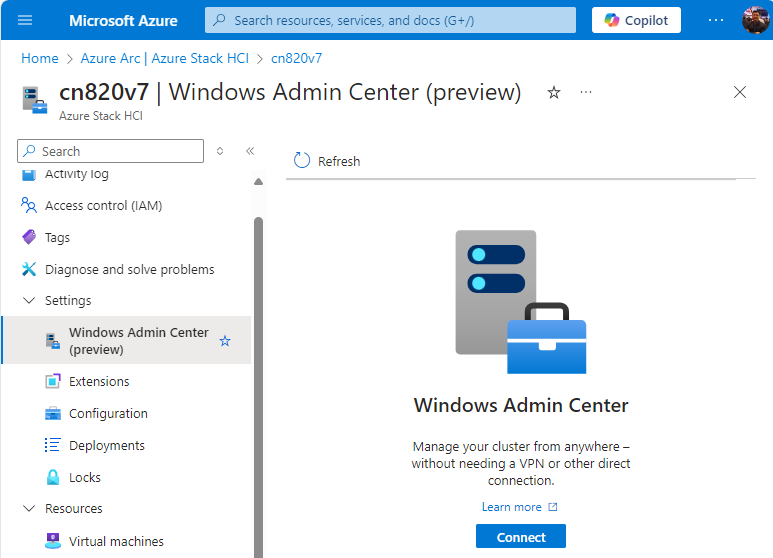 Microsoft Azure
Search resources, services, and docs (G+/)
Copilot
Home > Azure Arc | Azure Stack HCI > cn820v7
cn820v7 | Windows Admin Center (preview)
Azure Stack HCI
Search
Refresh
Activity log
Access control (IAM)
Tags
Diagnose and solve problems
Settings
Windows Admin Center
(preview)
Extensions
Configuration
Deployments
Locks
Resources
Virtual machines
Windows Admin Center
Manage your cluster from anywhere –
without needing a VPN or other direct
connection.
Learn more
Connect